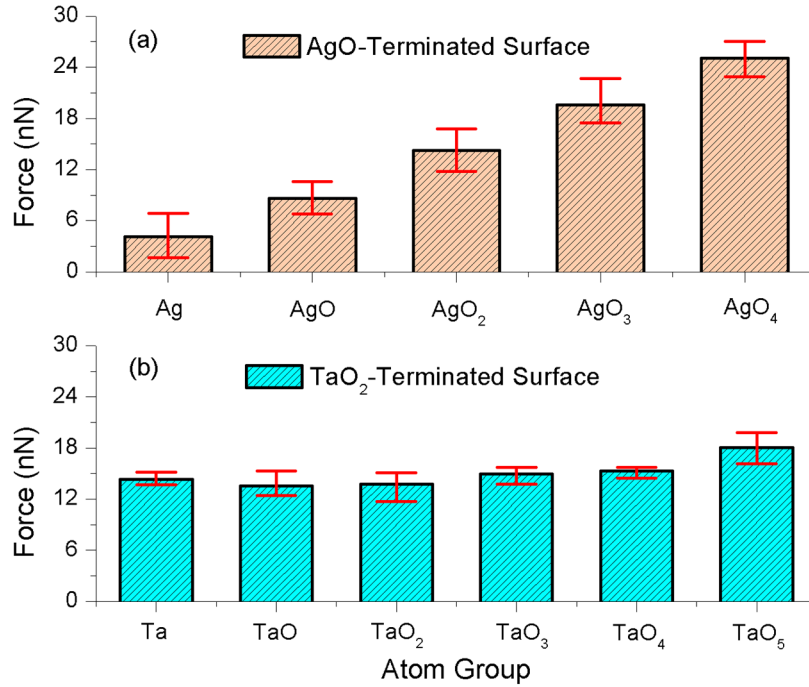 (a)
AgO-Terminated Surface
Force (nN)
30
24
18
12
6
0
Ag AgO AgO₂ AgO₃ AgO₄
(b)
TaO₂-Terminated Surface
Force (nN)
30
24
18
12
6
0
Ta TaO TaO₂ TaO₃ TaO₄ TaO₅
Atom Group